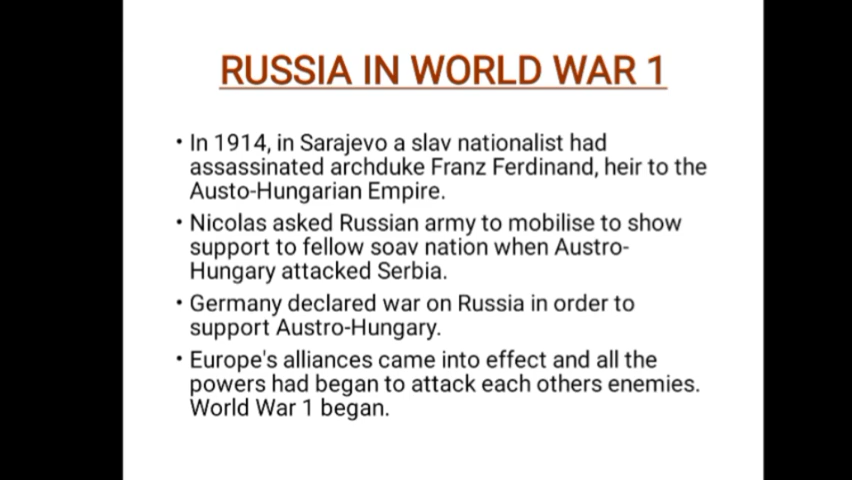 RUSSIA IN WORLD WAR 1
• In 1914, in Sarajevo a slav nationalist had
assassinated archduke Franz Ferdinand, heir to the
Austo-Hungarian Empire.
• Nicolas asked Russian army to mobilise to show
support to fellow soav nation when Austro-
Hungary attacked Serbia.
• Germany declared war on Russia in order to
support Austro-Hungary.
• Europe's alliances came into effect and all the
powers had began to attack each others enemies.
World War 1 began.